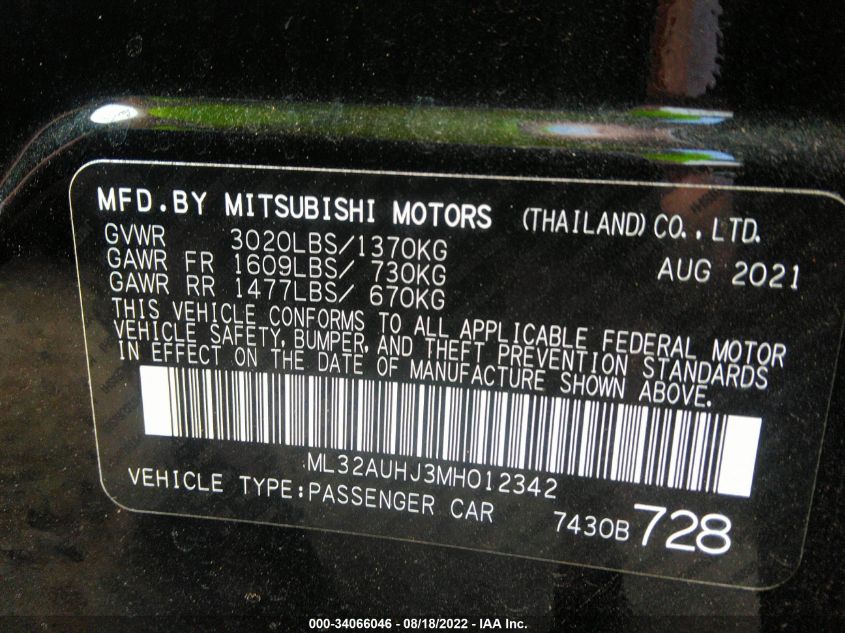 MFD.BY MITSUBISHI MOTORS (THAILAND) CO.,LTD.
GVWR 3020LBS/1370KG
AUG 2021
GAWR FR 1609LBS/ 730KG
GAWR RR 1477LBS/ 670KG
THIS VEHICLE CONFORMS TO ALL APPLICABLE FEDERAL MOTOR
VEHICLE SAFETY, BUMPER, AND THEFT PREVENTION STANDARDS
IN EFFECT ON THE DATE OF MANUFACTURE SHOWN ABOVE.
ML32AUHJ3MH012342
VEHICLE TYPE:PASSENGER CAR 7430B 728
000-34066046 - 08/18/2022 - IAA Inc.